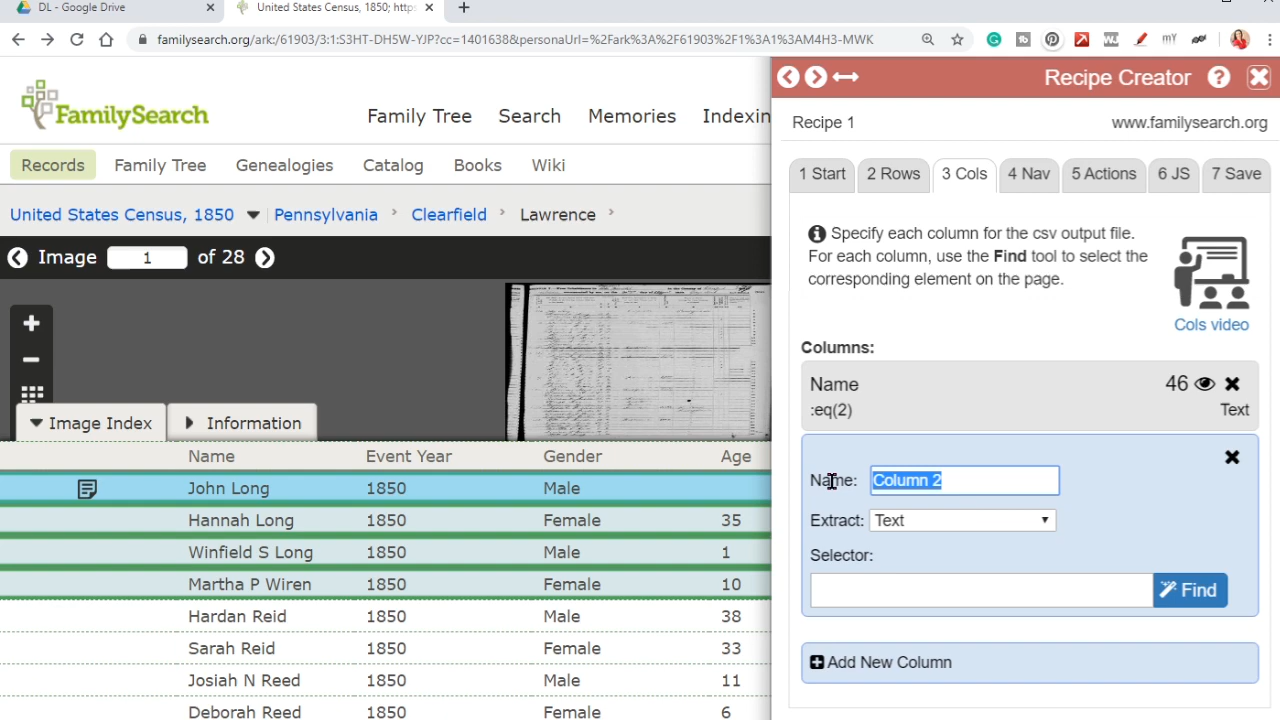 DL - Google Drive
United States Census, 1850; https
familysearch.org/ark:/61903/3:1:S3HT-DH5W-YJP?cc=1401638&personaUrl=%2Fark%3A%2F61903%2F1%3A1%3AM4H3-MWK
FamilySearch
Family Tree Search Memories Indexin
Records Family Tree Genealogies Catalog Books Wiki
United States Census, 1850 Pennsylvania Clearfield Lawrence
Image 1 of 28
Image Index Information
Name Event Year Gender Age
John Long 1850 Male
Hannah Long 1850 Female 35
Winfield S Long 1850 Male 1
Martha P Wiren 1850 Female 10
Hardan Reid 1850 Male 38
Sarah Reid 1850 Female 33
Josiah N Reed 1850 Male 11
Deborah Reed 1850 Female 6
Recipe Creator ?
Recipe 1 www.familysearch.org
1 Start 2 Rows 3 Cols 4 Nav 5 Actions 6 JS 7 Save
Specify each column for the csv output file.
For each column, use the Find tool to select the
corresponding element on the page.
Cols video
Columns:
Name 46
:eq(2) Text
Name: Column 2
Extract: Text
Selector:
Find
Add New Column